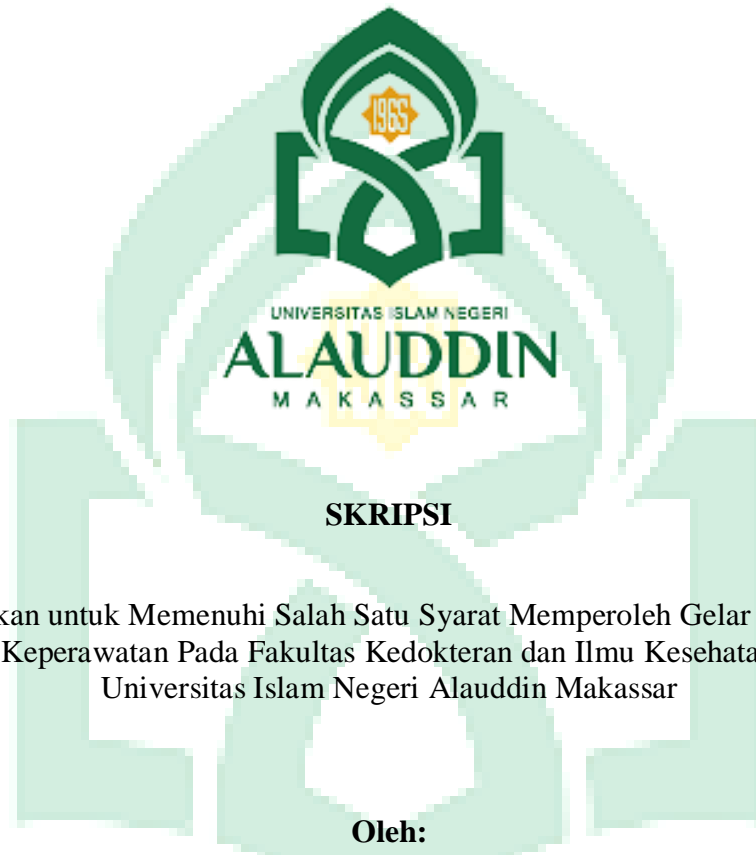 1965
UNIVERSITAS ISLAM NEGERI
ALAUDDIN
MAKASSAR
SKRIPSI
kan untuk Memenuhi Salah Satu Syarat Memperoleh Gelar
Keperawatan Pada Fakultas Kedokteran dan Ilmu Kesehata
Universitas Islam Negeri Alauddin Makassar
Oleh: